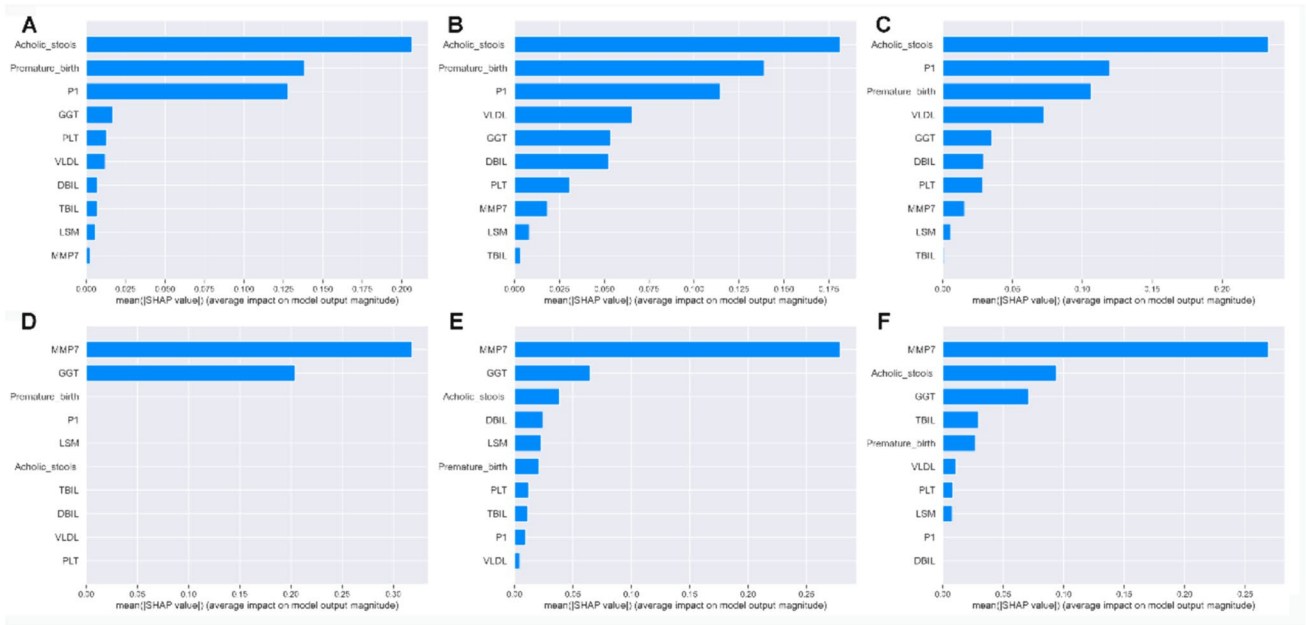 A
Acholic_stools
Premature_birth
P1
GGT
PLT
VLDL
DBIL
TBIL
LSM
MMP7
0.000 0.025 0.050 0.075 0.100 0.125 0.150 0.175 0.200
mean(|SHAP value|) (average impact on model output magnitude)
B
Acholic_stools
Premature_birth
P1
VLDL
GGT
DBIL
PLT
MMP7
LSM
TBIL
0.000 0.025 0.050 0.075 0.100 0.125 0.150 0.175
mean(|SHAP value|) (average impact on model output magnitude)
C
Acholic_stools
P1
Premature_birth
VLDL
GGT
DBIL
PLT
MMP7
LSM
TBIL
0.00 0.05 0.10 0.15 0.20
mean(|SHAP value|) (average impact on model output magnitude)
D
MMP7
GGT
Premature_birth
P1
LSM
Acholic_stools
TBIL
DBIL
VLDL
PLT
0.00 0.05 0.10 0.15 0.20 0.25 0.30
mean(|SHAP value|) (average impact on model output magnitude)
E
MMP7
GGT
Acholic_stools
DBIL
LSM
Premature_birth
PLT
TBIL
P1
VLDL
0.00 0.05 0.10 0.15 0.20 0.25
mean(|SHAP value|) (average impact on model output magnitude)
F
MMP7
Acholic_stools
GGT
TBIL
Premature_birth
VLDL
PLT
LSM
P1
DBIL
0.00 0.05 0.10 0.15 0.20 0.25
mean(|SHAP value|) (average impact on model output magnitude)